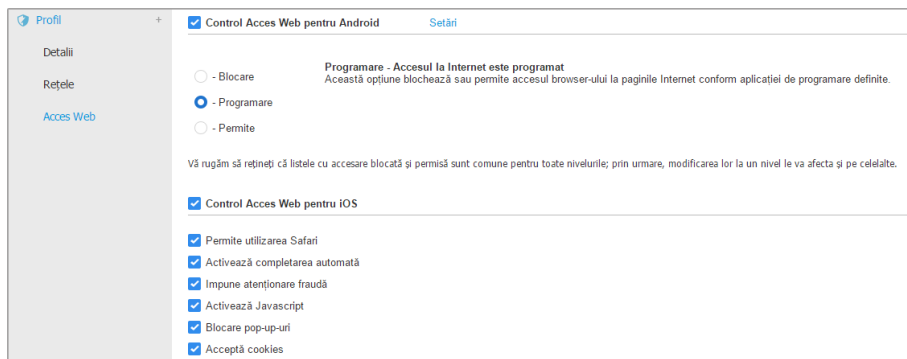 Profil +
Detalii
Rețele
Acces Web
Control Acces Web pentru Android Setări
Programare - Accesul la Internet este programat
Această opțiune blochează sau permite accesul browser-ului la paginile Internet conform aplicației de programare definite.
- Blocare
- Programare
- Permite
Vă rugăm să rețineți că listele cu accesare blocată și permisă sunt comune pentru toate nivelurile; prin urmare, modificarea lor la un nivel le va afecta și pe celelalte.
Control Acces Web pentru iOS
Permite utilizarea Safari
Activează completarea automată
Impune atenționare fraudă
Activează Javascript
Blocare pop-up-uri
Acceptă cookies